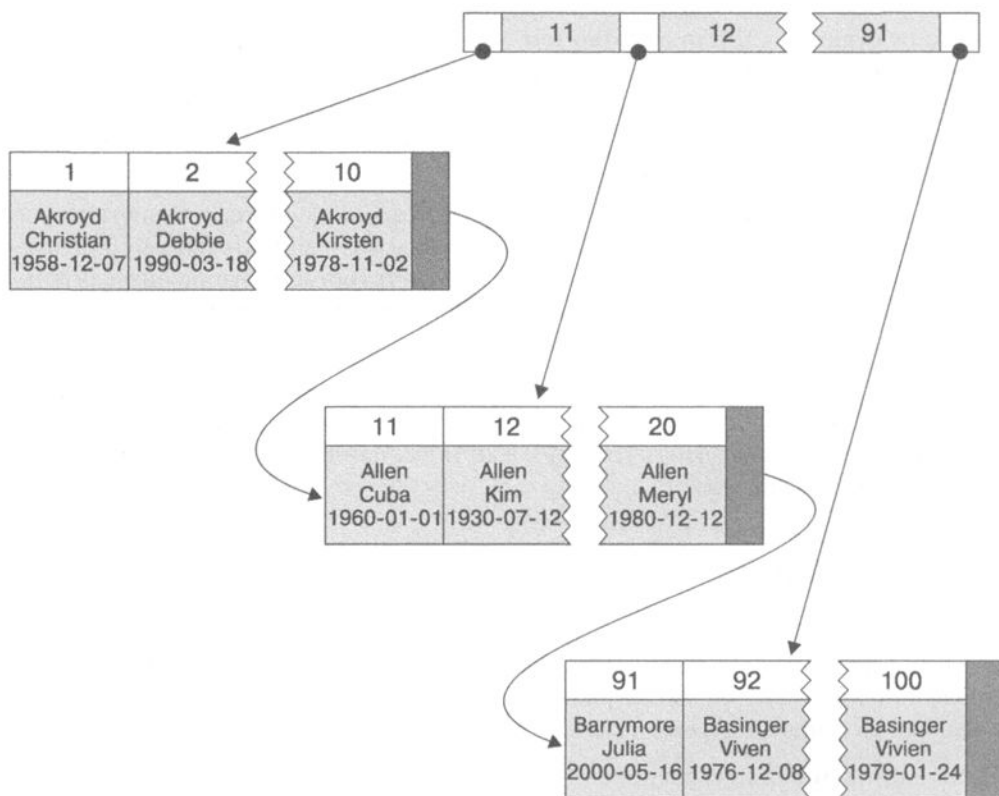 11 12 91
1 2 10
Akroyd Akroyd Akroyd
Christian Debbie Kirsten
1958-12-07 1990-03-18 1978-11-02
11 12 20
Allen Allen Allen
Cuba Kim Meryl
1960-01-01 1930-07-12 1980-12-12
91 92 100
Barrymore Basinger Basinger
Julia Viven Vivien
2000-05-16 1976-12-08 1979-01-24